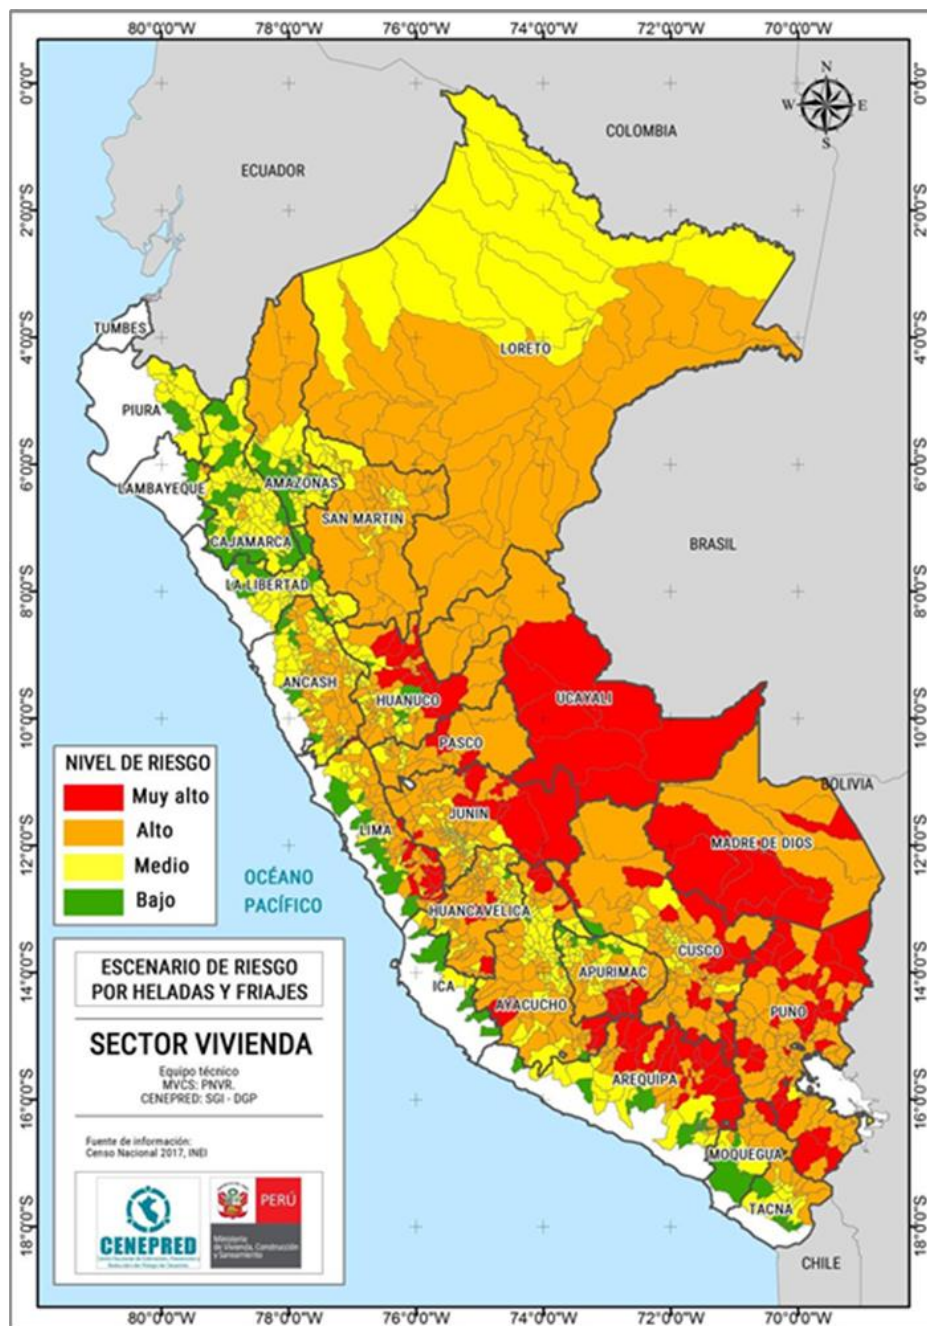 80°0'0"O 78°0'0"O 76°0'0"O 74°0'0"O 72°0'0"O 70°0'0"O
0°0'0"
2°0'0"S
4°0'0"S
6°0'0"S
8°0'0"S
10°0'0"S
12°0'0"S
14°0'0"S
16°0'0"S
18°0'0"S
N
W E
S
COLOMBIA
ECUADOR
TUMBES
LORETO
PIURA
LAMBAYEQUE
AMAZONAS
SAN MARTIN
CAJAMARCA
BRASIL
LA LIBERTAD
ANCASH
HUANUCO
UCAYALI
PASCO
BOLIVIA
JUNIN
LIMA
MADRE DE DIOS
HUANCAVELICA
CUSCO
ICA
APURIMAC
AYACUCHO
PUNO
AREQUIPA
MOQUEGUA
TACNA
CHILE
OCÉANO
PACÍFICO
NIVEL DE RIESGO
Muy alto
Alto
Medio
Bajo
ESCENARIO DE RIESGO
POR HELADAS Y FRIAJES
SECTOR VIVIENDA
Equipo técnico
MVCS: PNVR.
CENEPRED: SGI - DGP
Fuente de información:
Censo Nacional 2017, INEI
CENEPRED
PERÚ
Ministerio
de Vivienda, Construcción
y Saneamiento
0°0'0"
2°0'0"S
4°0'0"S
6°0'0"S
8°0'0"S
10°0'0"S
12°0'0"S
14°0'0"S
16°0'0"S
18°0'0"S
80°0'0"O 78°0'0"O 76°0'0"O 74°0'0"O 72°0'0"O 70°0'0"O